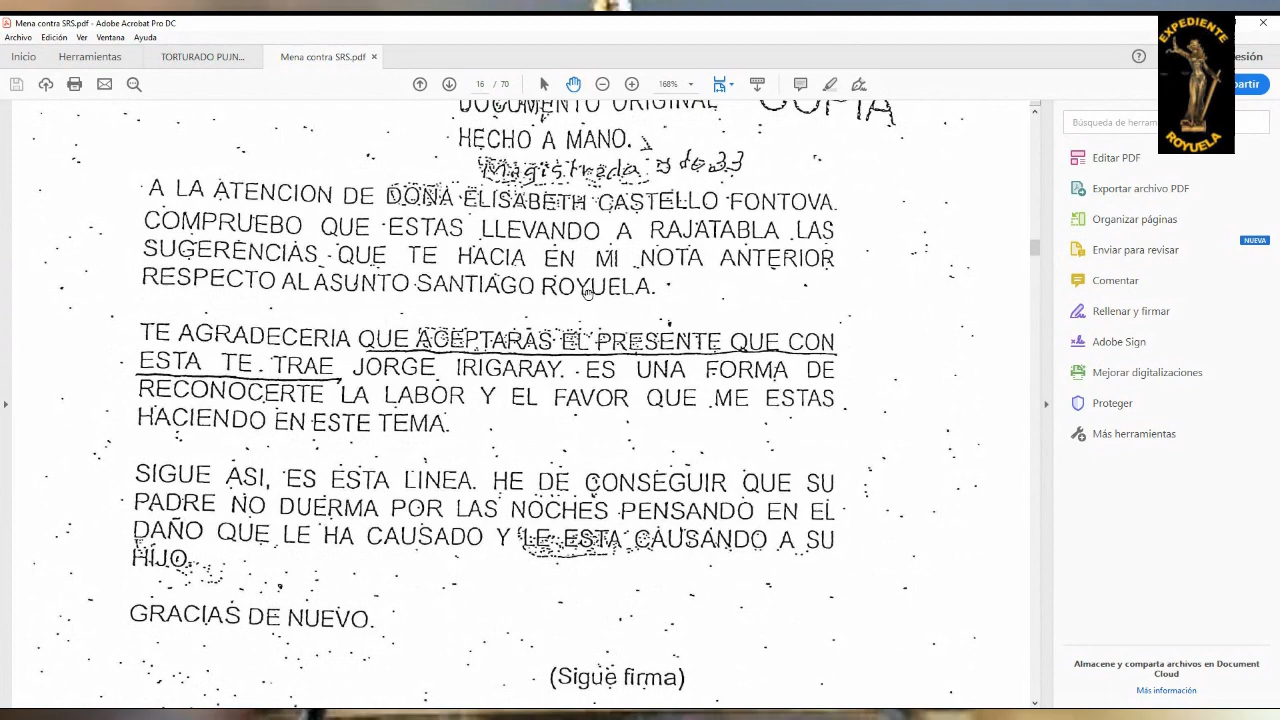 Mena contra SRS.pdf - Adobe Acrobat Pro DC
Archivo Edición Ver Ventana Ayuda
Inicio Herramientas TORTURADO PUJN... Mena contra SRS.pdf × esión
16 / 70 168% partir
EXPEDIENTE
ROYUELA
DOCUMENTO ORIGINAL COPIA
HECHO A MANO.
Magistrada 5 de 33
A LA ATENCION DE DOÑA ELISABETH CASTELLO FONTOVA.
COMPRUEBO QUE ESTAS LLEVANDO A RAJATABLA LAS
SUGERENCIAS QUE TE HACIA EN MI NOTA ANTERIOR
RESPECTO AL ASUNTO SANTIAGO ROYUELA.
TE AGRADECERIA QUE ACEPTARAS EL PRESENTE QUE CON
ESTA TE TRAE JORGE IRIGARAY. ES UNA FORMA DE
RECONOCERTE LA LABOR Y EL FAVOR QUE ME ESTAS
HACIENDO EN ESTE TEMA.
SIGUE ASI, ES ESTA LINEA. HE DE CONSEGUIR QUE SU
PADRE NO DUERMA POR LAS NOCHES PENSANDO EN EL
DAÑO QUE LE HA CAUSADO Y LE ESTA CAUSANDO A SU
HIJO.
GRACIAS DE NUEVO.
(Sigue firma)
Búsqueda de herram
Editar PDF
Exportar archivo PDF
Organizar páginas
NUEVA
Enviar para revisar
Comentar
Rellenar y firmar
Adobe Sign
Mejorar digitalizaciones
Proteger
Más herramientas
Almacene y comparta archivos en Document
Cloud
Más información